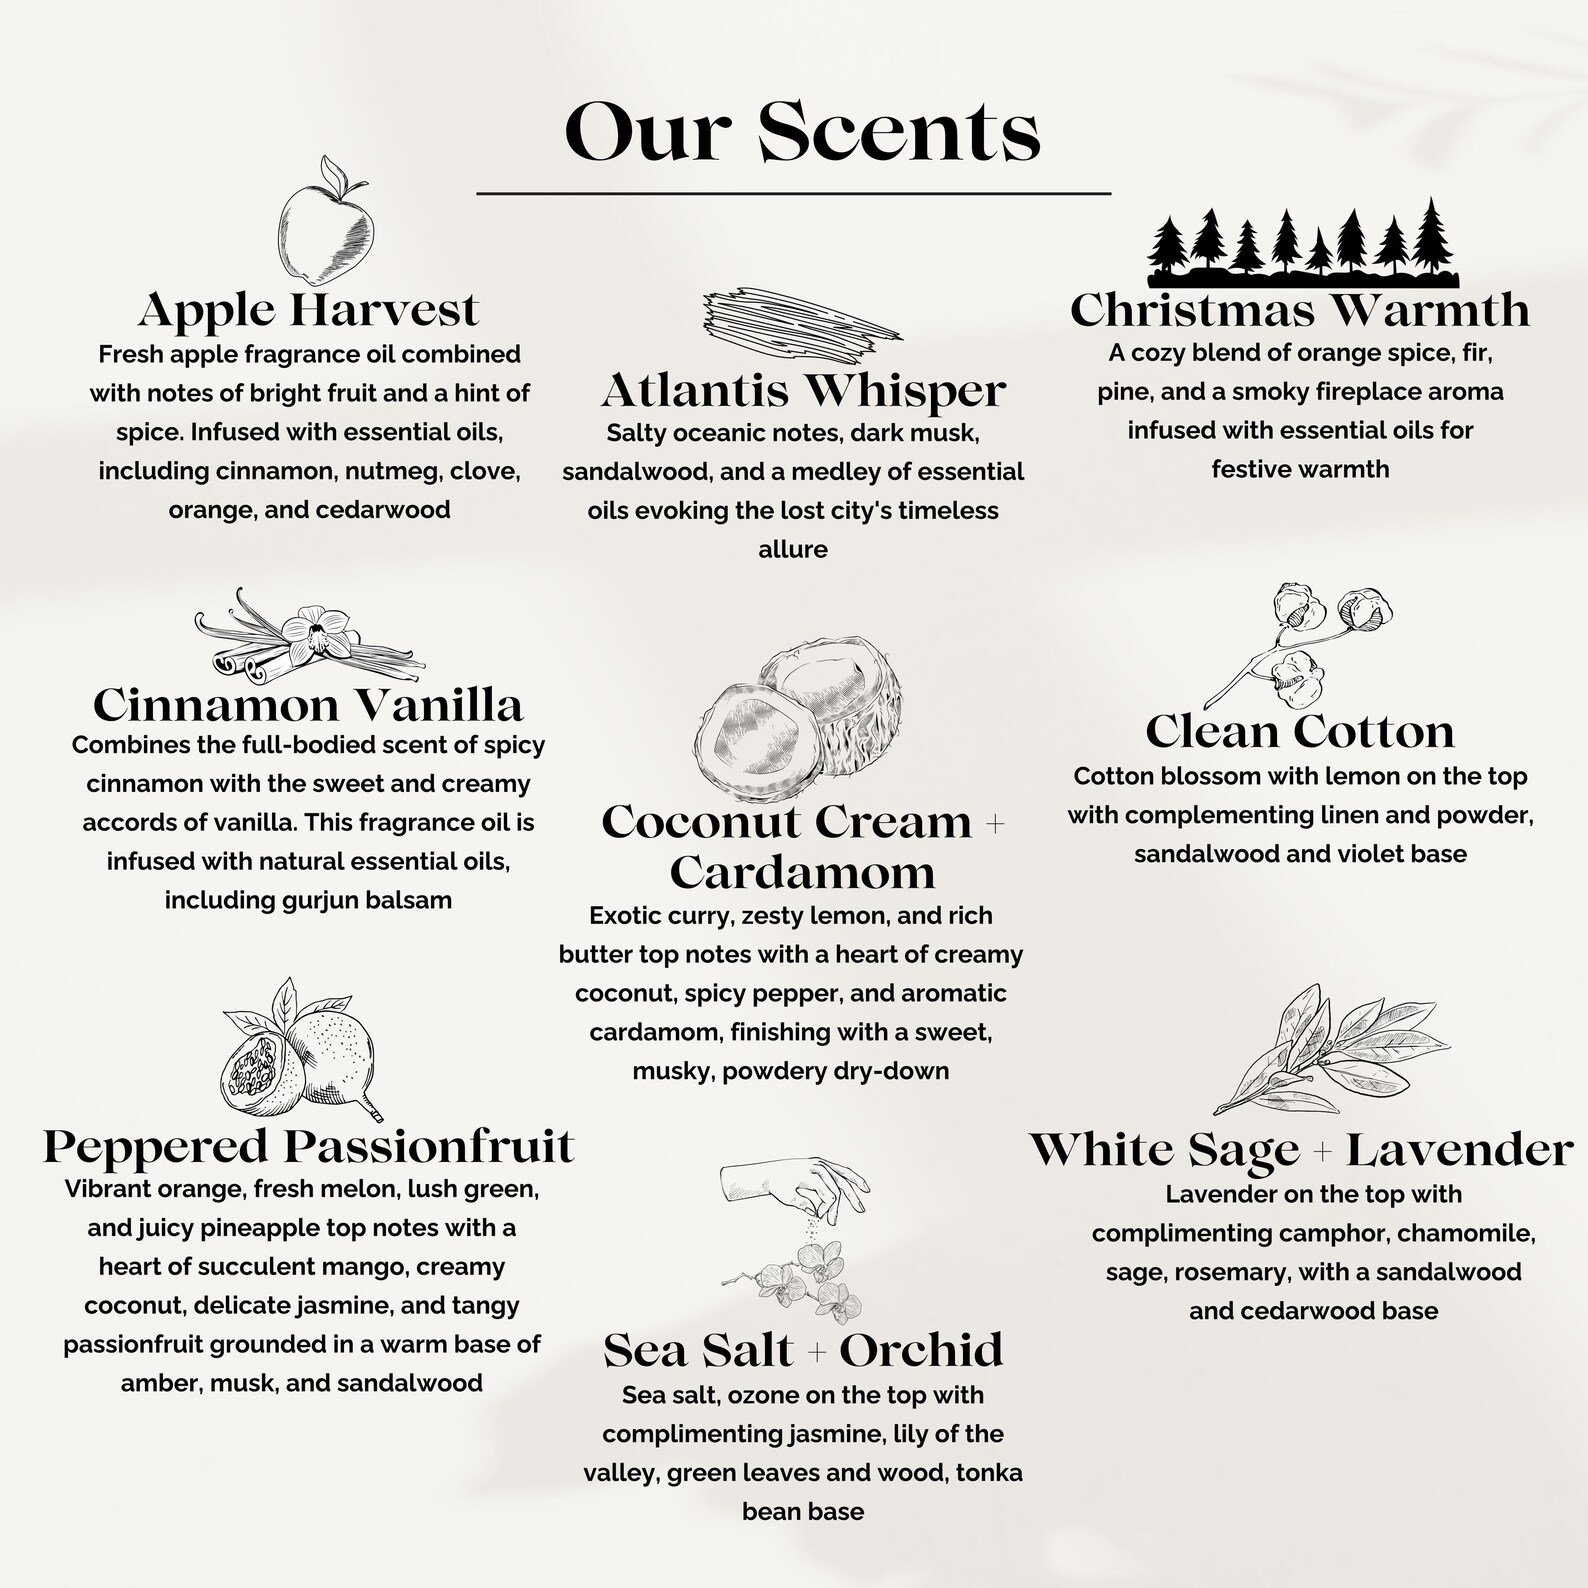 Our Scents
Apple Harvest
Fresh apple fragrance oil combined
with notes of bright fruit and a hint of
spice. Infused with essential oils,
including cinnamon, nutmeg, clove,
orange, and cedarwood
Atlantis Whisper
Salty oceanic notes, dark musk,
sandalwood, and a medley of essential
oils evoking the lost city's timeless
allure
Christmas Warmth
A cozy blend of orange spice, fir,
pine, and a smoky fireplace aroma
infused with essential oils for
festive warmth
Cinnamon Vanilla
Combines the full-bodied scent of spicy
cinnamon with the sweet and creamy
accords of vanilla. This fragrance oil is
infused with natural essential oils,
including gurjun balsam
Coconut Cream +
Cardamom
Exotic curry, zesty lemon, and rich
butter top notes with a heart of creamy
coconut, spicy pepper, and aromatic
cardamom, finishing with a sweet,
musky, powdery dry-down
Clean Cotton
Cotton blossom with lemon on the top
with complementing linen and powder,
sandalwood and violet base
Peppered Passionfruit
Vibrant orange, fresh melon, lush green,
and juicy pineapple top notes with a
heart of succulent mango, creamy
coconut, delicate jasmine, and tangy
passionfruit grounded in a warm base of
amber, musk, and sandalwood
Sea Salt + Orchid
Sea salt, ozone on the top with
complimenting jasmine, lily of the
valley, green leaves and wood, tonka
bean base
White Sage + Lavender
Lavender on the top with
complimenting camphor, chamomile,
sage, rosemary, with a sandalwood
and cedarwood base